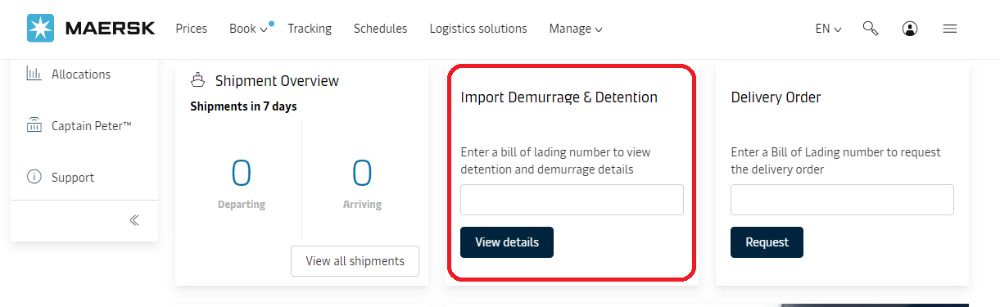 MAERSK Prices Book Tracking Schedules Logistics solutions Manage EN
Allocations
Captain Peter™
Support
Shipment Overview
Shipments in 7 days
0 0
Departing Arriving
View all shipments
Import Demurrage & Detention
Enter a bill of lading number to view
detention and demurrage details
View details
Delivery Order
Enter a Bill of Lading number to request
the delivery order
Request